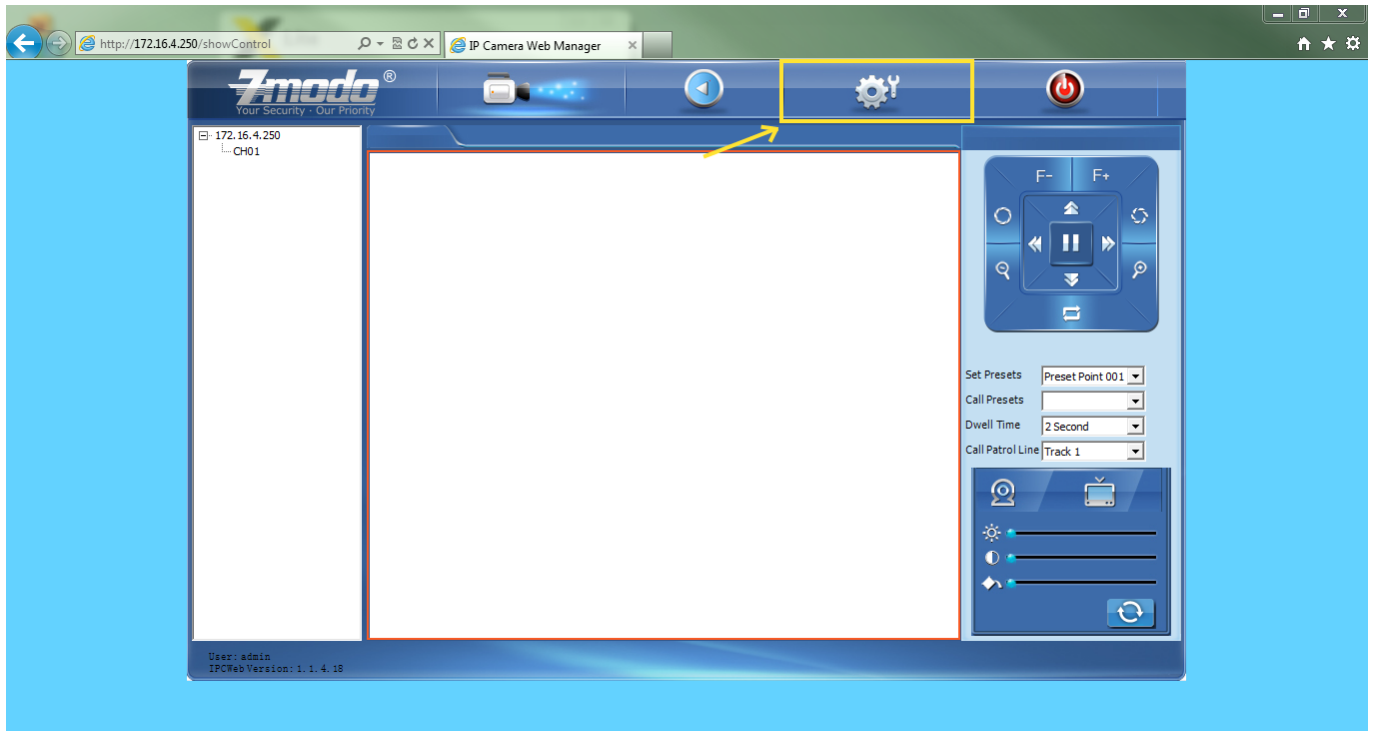 http://172.16.4.250/showControl
IP Camera Web Manager
Zmodo®
Your Security - Our Priority
172.16.4.250
CH01
F- F+
Set Presets Preset Point 001
Call Presets
Dwell Time 2 Second
Call Patrol Line Track 1
User: admin
IPCWeb Version: 1.1.4.18